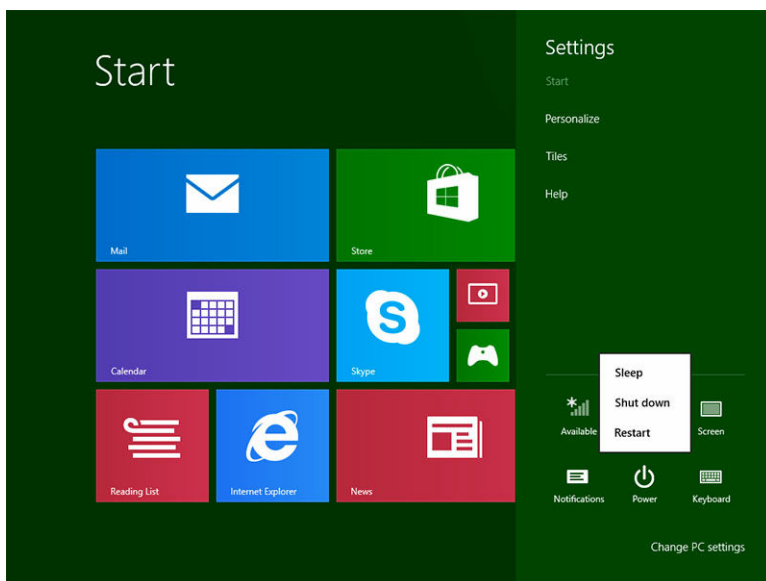 Start
Mail
Store
Calendar
Skype
Reading List
Internet Explorer
News
Settings
Start
Personalize
Tiles
Help
Sleep
Shut down
Restart
Available
Screen
Notifications
Power
Keyboard
Change PC settings